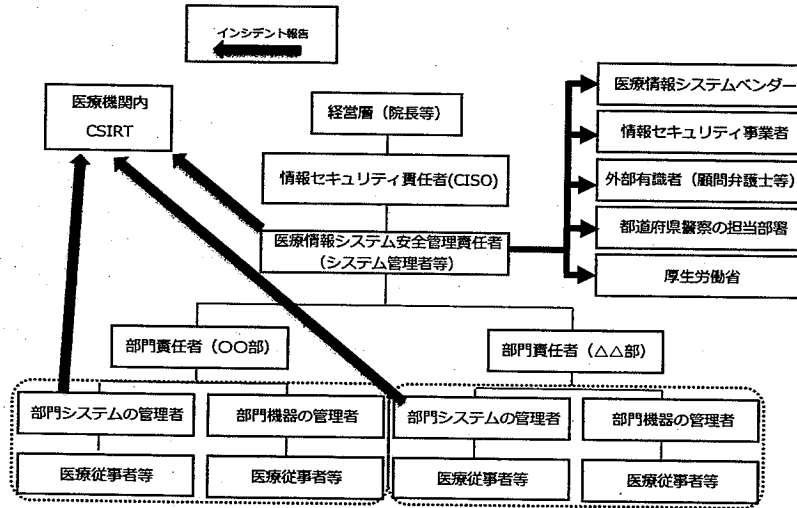 インシデント報告
医療機関内
CSIRT
経営層（院長等）
情報セキュリティ責任者(CISO)
医療情報システム安全管理責任者
（システム管理者等）
医療情報システムベンダー
情報セキュリティ事業者
外部有識者（顧問弁護士等）
都道府県警察の担当部署
厚生労働省
部門責任者（〇〇部）
部門責任者（△△部）
部門システムの管理者
部門機器の管理者
部門システムの管理者
部門機器の管理者
医療従事者等
医療従事者等
医療従事者等
医療従事者等